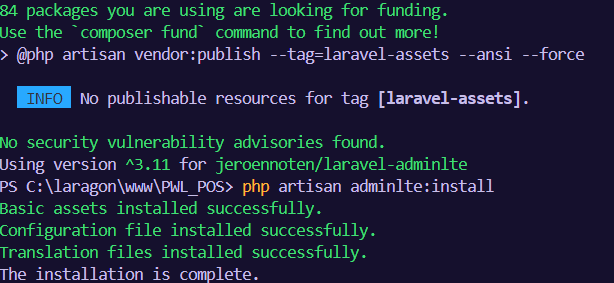 84 packages you are using are looking for funding.
Use the `composer fund` command to find out more!
> @php artisan vendor:publish --tag=laravel-assets --ansi --force
INFO No publishable resources for tag [laravel-assets].
No security vulnerability advisories found.
Using version ^3.11 for jeroennoten/laravel-adminlte
PS C:\laragon\www\PWL_POS> php artisan adminlte:install
Basic assets installed successfully.
Configuration file installed successfully.
Translation files installed successfully.
The installation is complete.